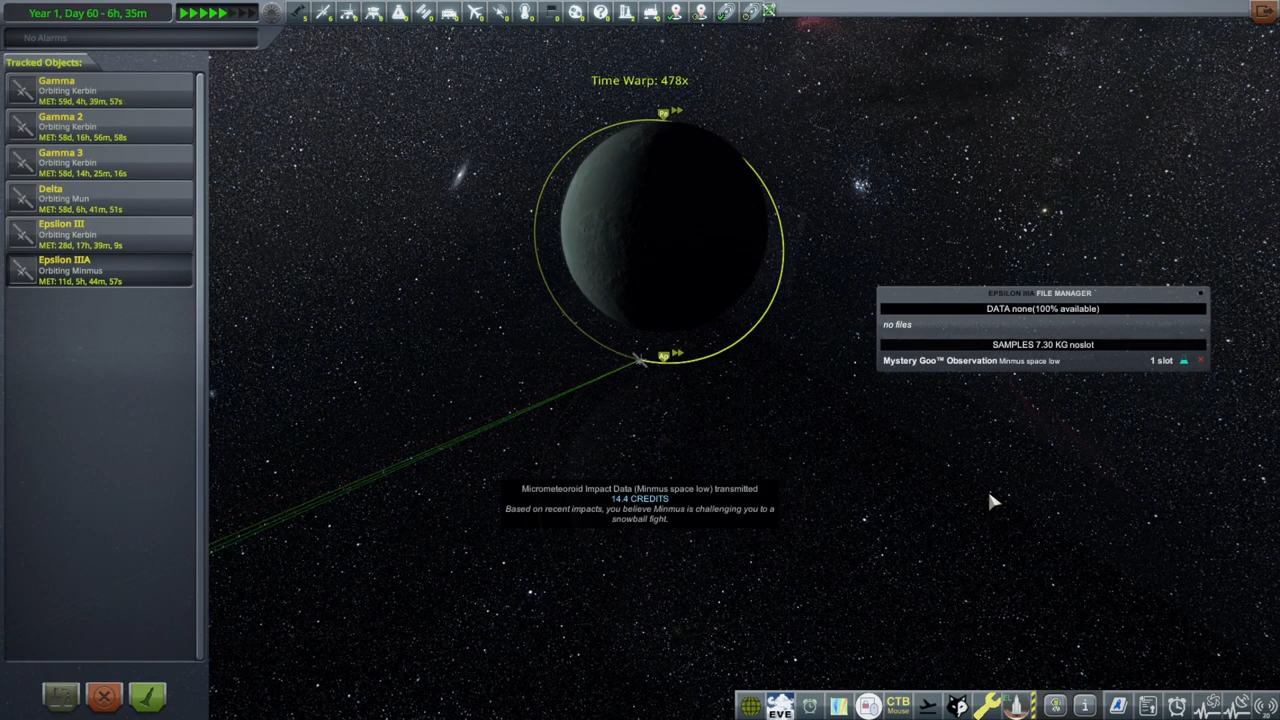 Year 1, Day 60 - 6h, 35m
No Alarms
Tracked Objects:
Gamma
Orbiting Kerbin
MET: 59d, 4h, 39m, 57s
Gamma 2
Orbiting Kerbin
MET: 58d, 16h, 56m, 58s
Gamma 3
Orbiting Kerbin
MET: 58d, 14h, 25m, 16s
Delta
Orbiting Mun
MET: 58d, 6h, 41m, 51s
Epsilon III
Orbiting Kerbin
MET: 28d, 17h, 39m, 9s
Epsilon IIIA
Orbiting Minmus
MET: 11d, 5h, 44m, 57s
Time Warp: 478x
Pe
Ap
EPSILON IIIA FILE MANAGER
DATA none(100% available)
no files
SAMPLES 7.30 KG noslot
Mystery Goo™ Observation Minmus space low 1 slot
Micrometeoroid Impact Data (Minmus space low) transmitted
14.4 CREDITS
Based on recent impacts, you believe Minmus is challenging you to a
snowball fight.
EVE
CTB
Mouse